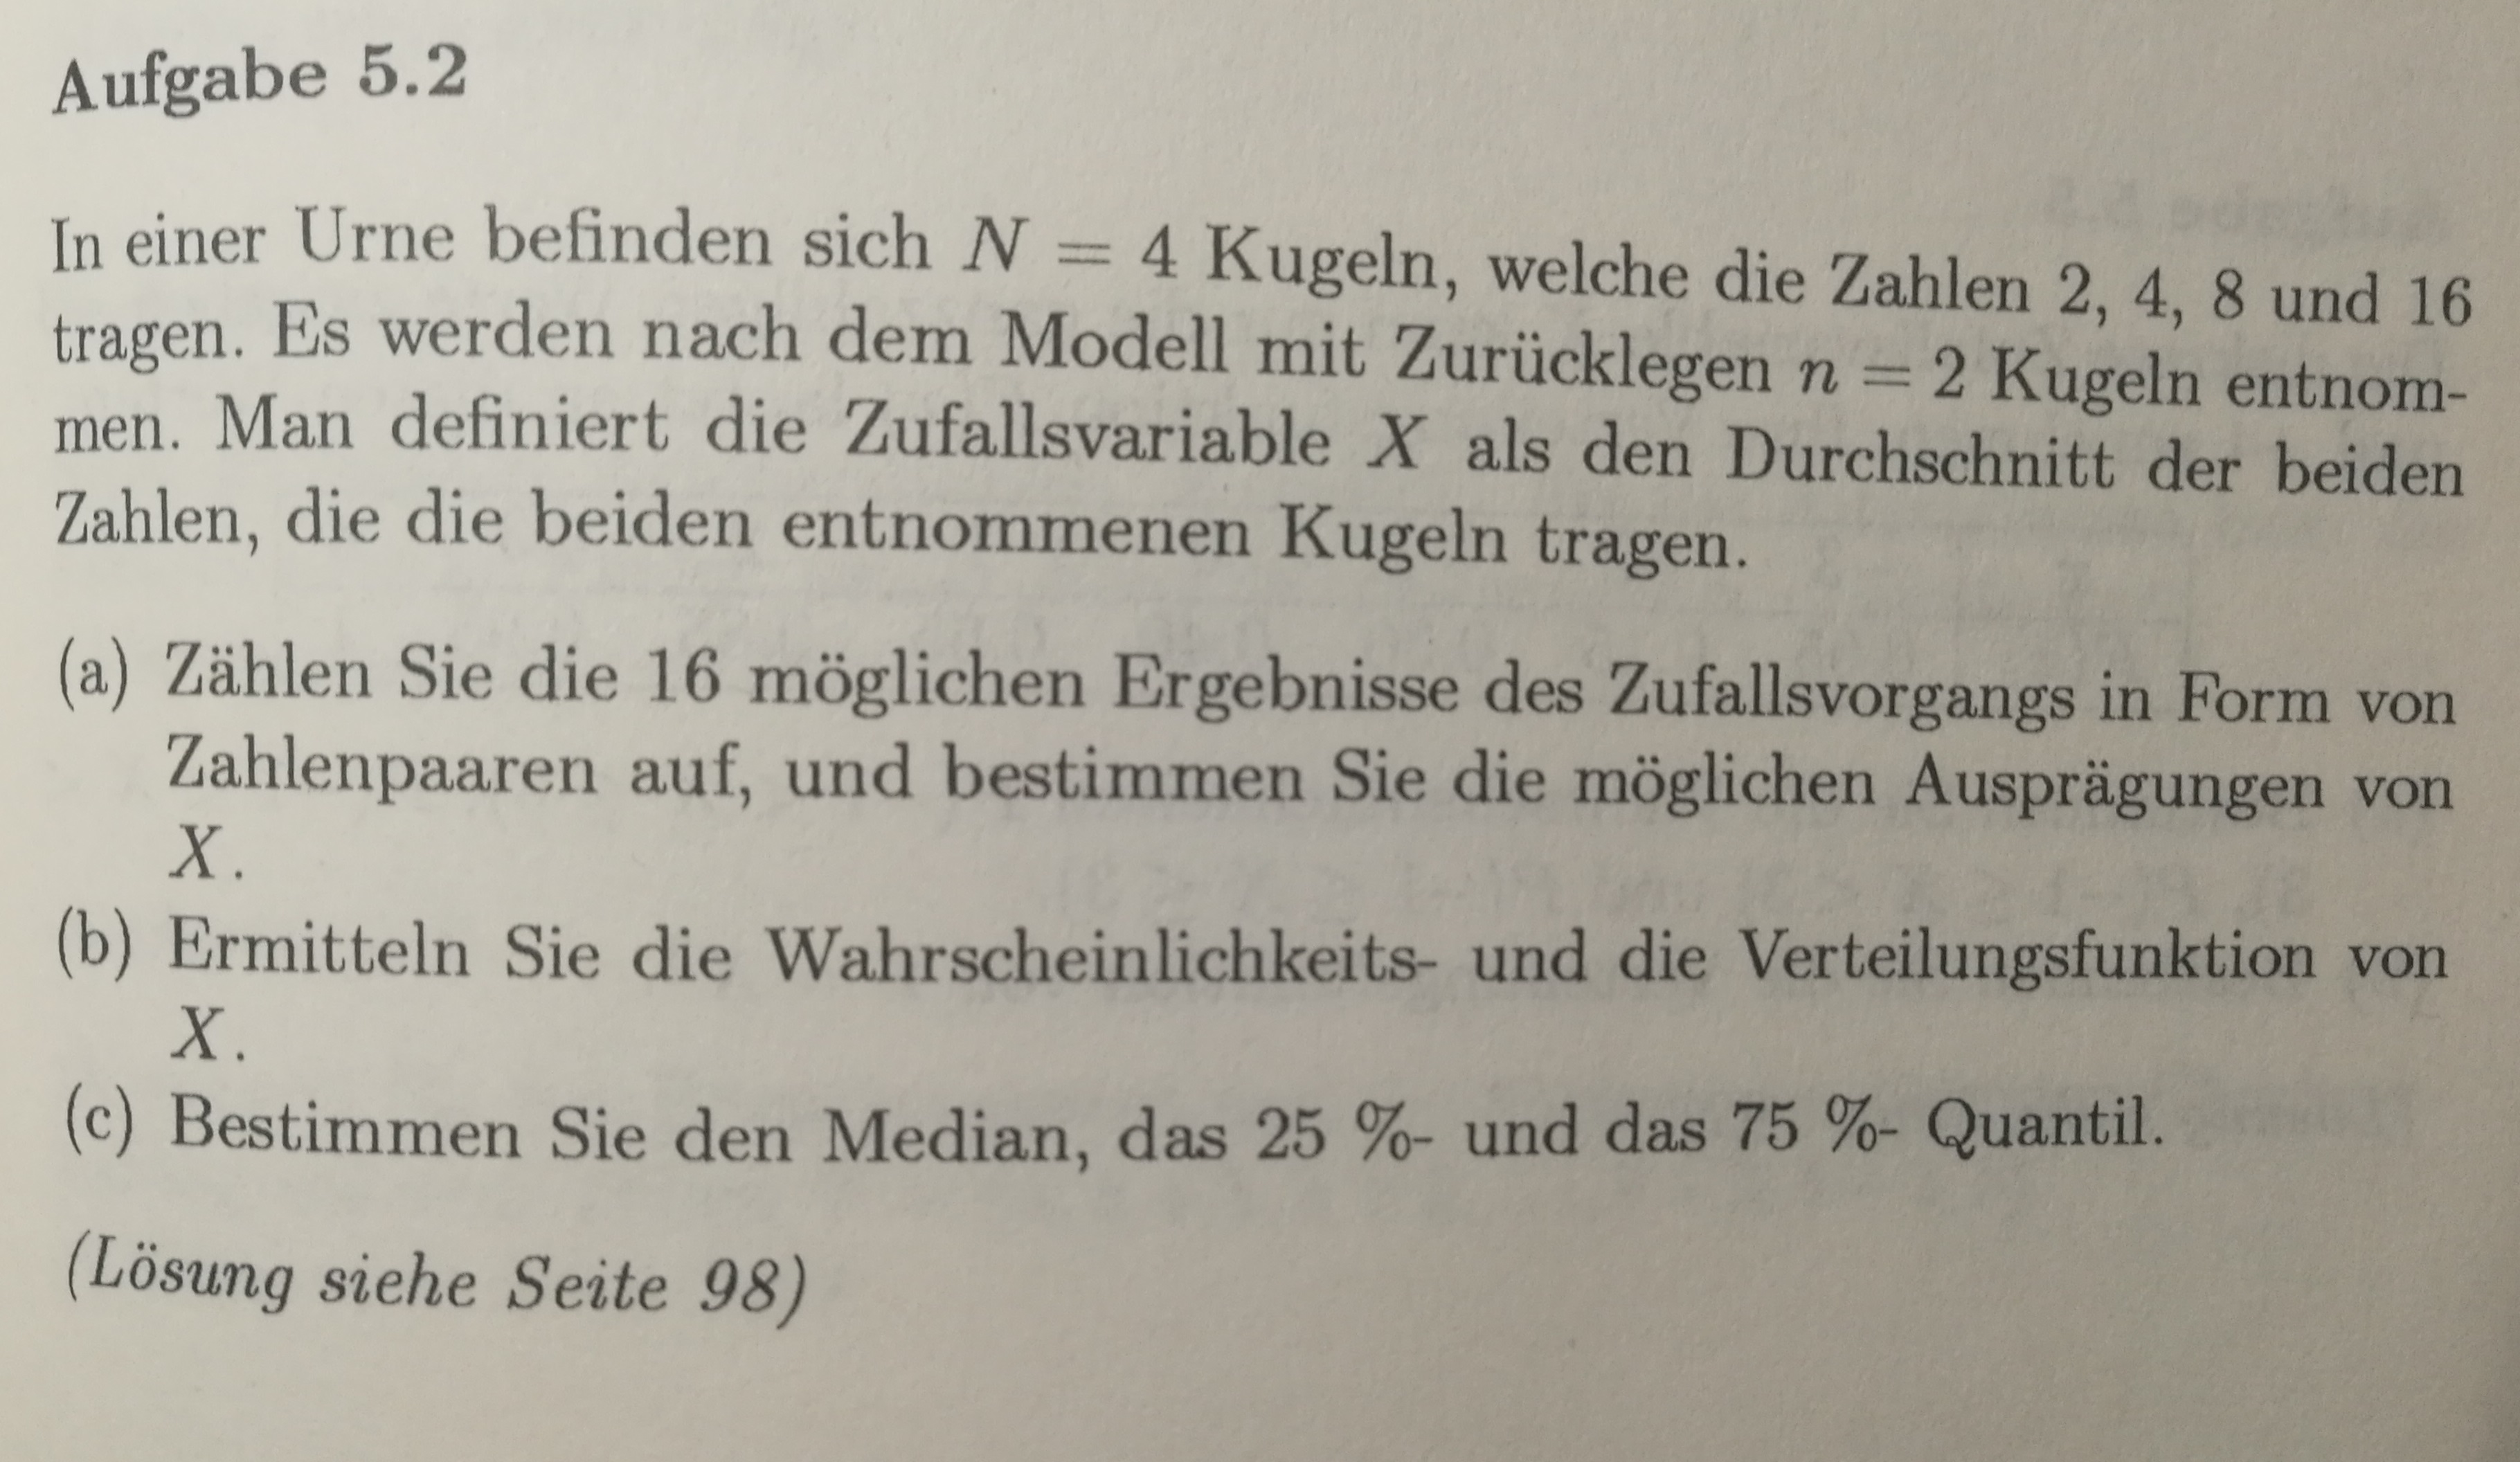 Aufgabe 5.2
In einer Urne befinden sich N = 4 Kugeln, welche die Zahlen 2, 4, 8 und 16
tragen. Es werden nach dem Modell mit Zurücklegen n = 2 Kugeln entnom-
men. Man definiert die Zufallsvariable X als den Durchschnitt der beiden
Zahlen, die die beiden entnommenen Kugeln tragen.
(a) Zählen Sie die 16 möglichen Ergebnisse des Zufallsvorgangs in Form von
Zahlenpaaren auf, und bestimmen Sie die möglichen Ausprägungen von
X.
(b) Ermitteln Sie die Wahrscheinlichkeits- und die Verteilungsfunktion von
X.
(c) Bestimmen Sie den Median, das 25 %- und das 75 %- Quantil.
(Lösung siehe Seite 98)